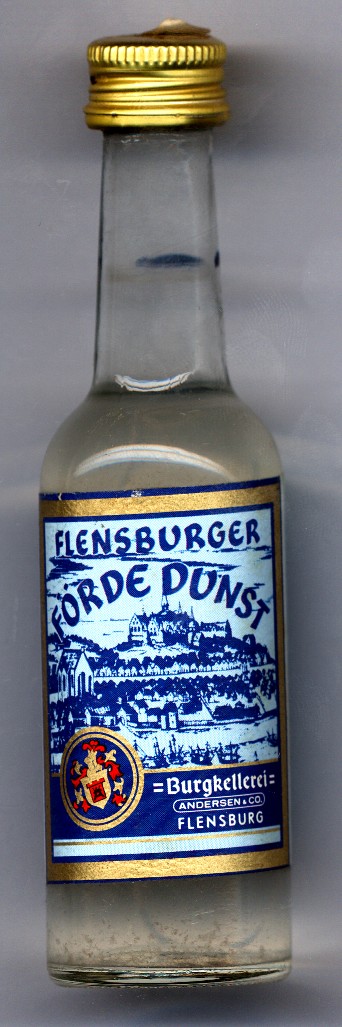 FLENSBURGER
FÖRDE DUNST
=Burgkellerei=
ANDERSEN & CO.
FLENSBURG